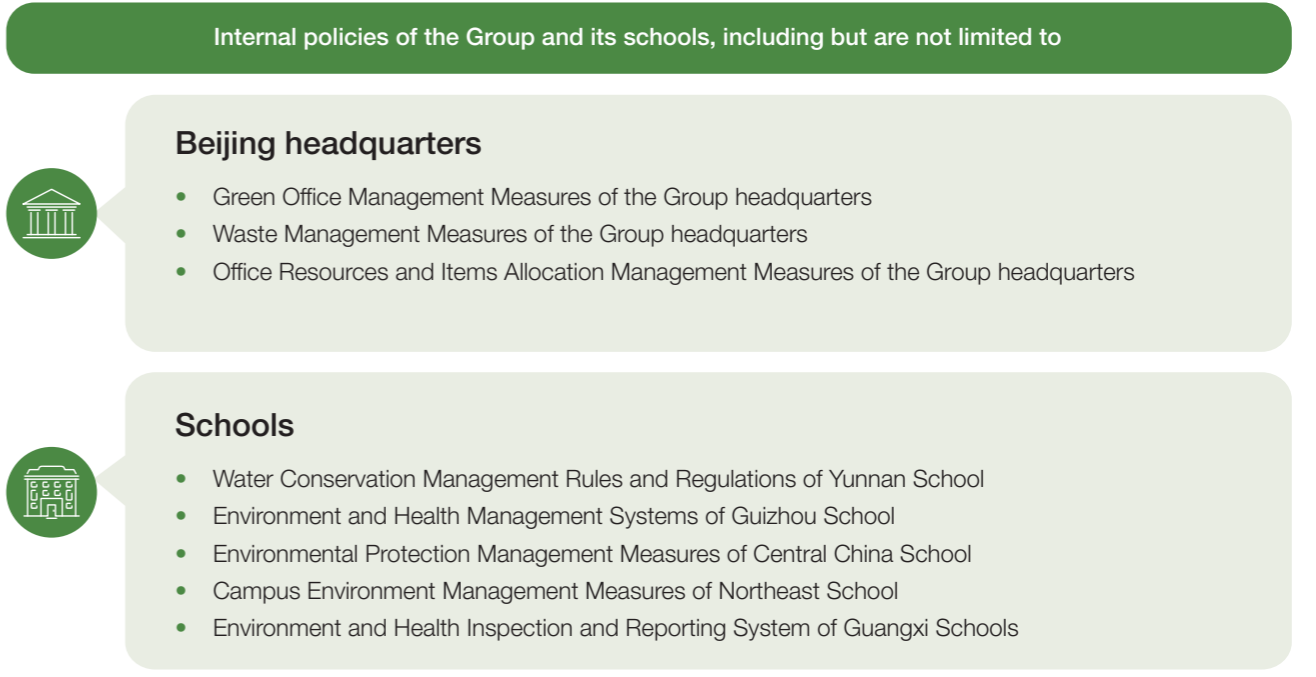 Internal policies of the Group and its schools, including but are not limited to
Beijing headquarters
• Green Office Management Measures of the Group headquarters
• Waste Management Measures of the Group headquarters
• Office Resources and Items Allocation Management Measures of the Group headquarters
Schools
• Water Conservation Management Rules and Regulations of Yunnan School
• Environment and Health Management Systems of Guizhou School
• Environmental Protection Management Measures of Central China School
• Campus Environment Management Measures of Northeast School
• Environment and Health Inspection and Reporting System of Guangxi Schools